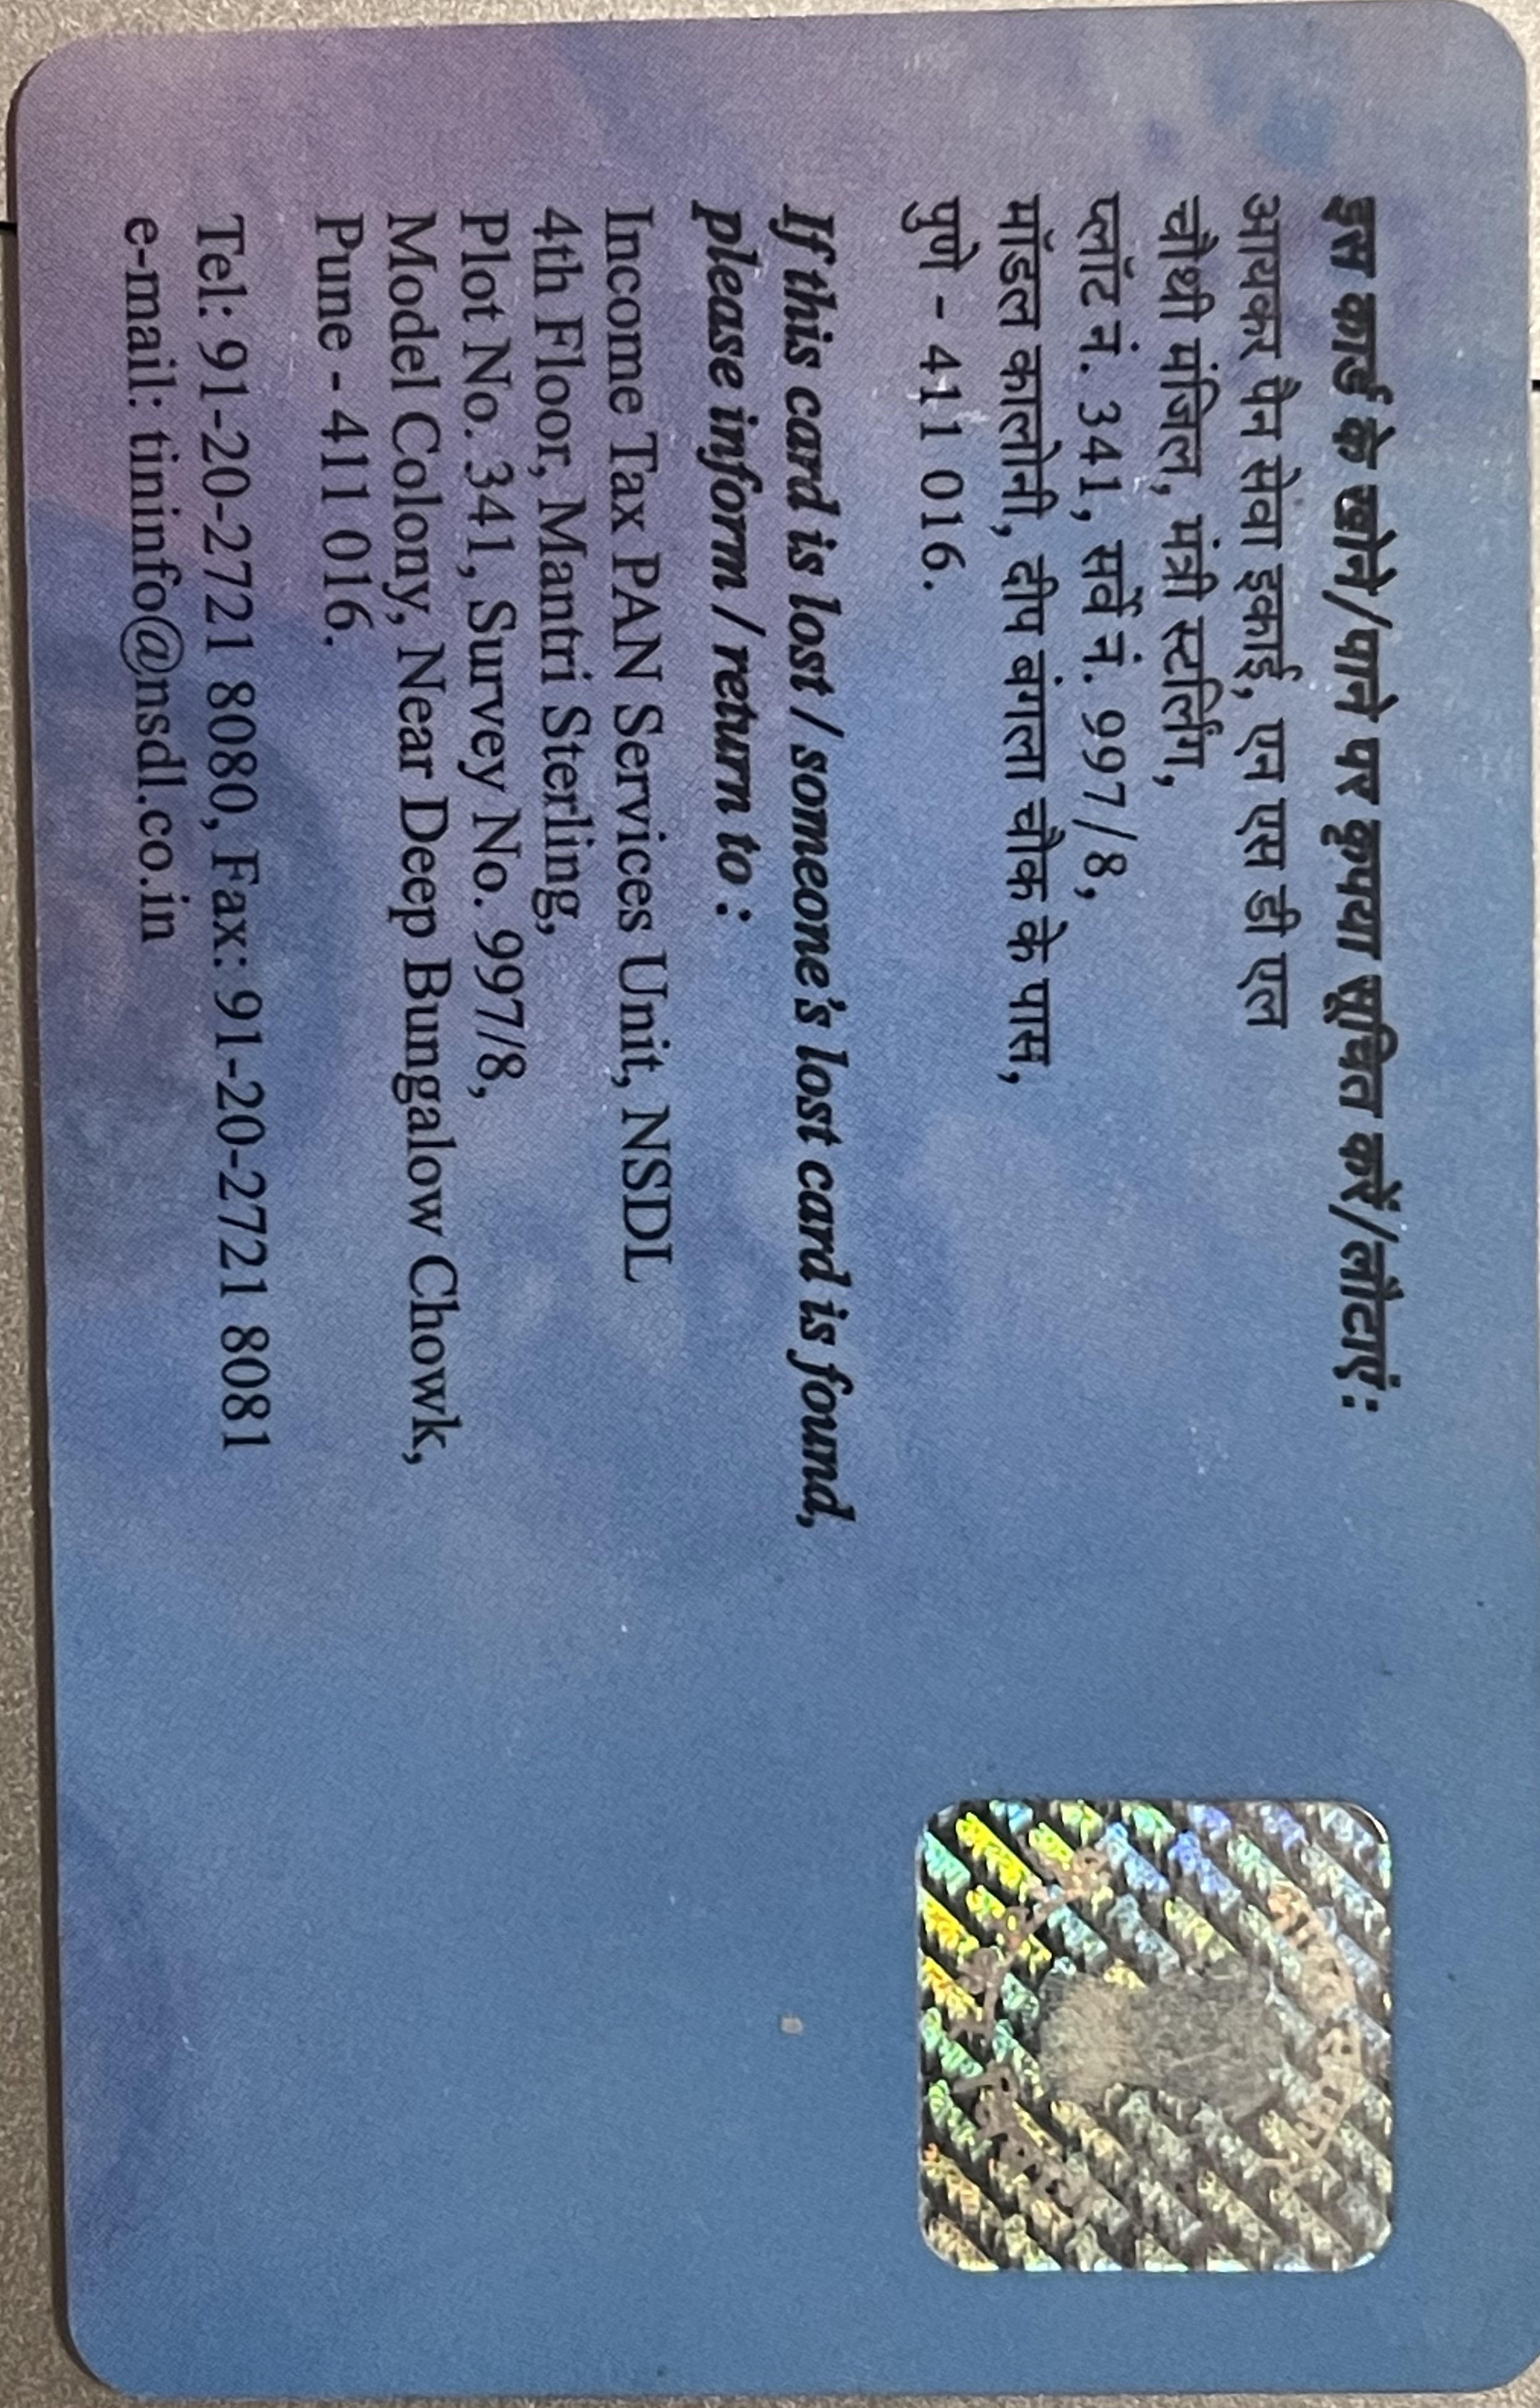 इस कार्ड के खोने/पाने पर कृपया सूचित करें/लौटाएं :
आयकर पैन सेवा इकाई, एन एस डी एल
चौथी मंजिल, मंत्री स्टर्लिंग,
प्लॉट नं. 341, सर्वे नं. 997/8,
मॉडल कालोनी, दीप बंगला चौक के पास,
पुणे - 411 016.
If this card is lost / someone's lost card is found,
please inform / return to :
Income Tax PAN Services Unit, NSDL
4th Floor, Mantri Sterling,
Plot No. 341, Survey No. 997/8,
Model Colony, Near Deep Bungalow Chowk,
Pune - 411 016.
Tel: 91-20-2721 8080, Fax: 91-20-2721 8081
e-mail: tininfo@nsdl.co.in